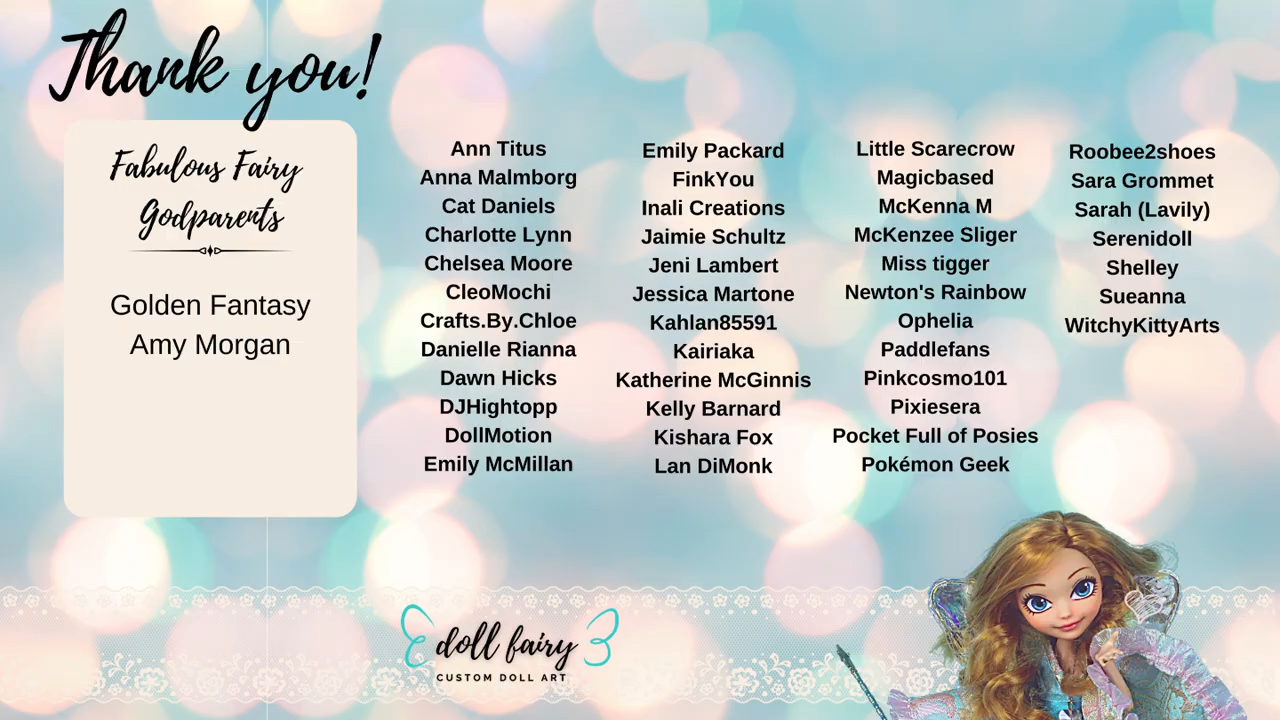 Thank you!
Fabulous Fairy
Godparents
Golden Fantasy
Amy Morgan
Ann Titus
Anna Malmborg
Cat Daniels
Charlotte Lynn
Chelsea Moore
CleoMochi
Crafts.By.Chloe
Danielle Rianna
Dawn Hicks
DJHightopp
DollMotion
Emily McMillan
Emily Packard
FinkYou
Inali Creations
Jaimie Schultz
Jeni Lambert
Jessica Martone
Kahlan85591
Kairiaka
Katherine McGinnis
Kelly Barnard
Kishara Fox
Lan DiMonk
Little Scarecrow
Magicbased
McKenna M
McKenzee Sliger
Miss tigger
Newton's Rainbow
Ophelia
Paddlefans
Pinkcosmo101
Pixiesera
Pocket Full of Posies
Pokémon Geek
Roobee2shoes
Sara Grommet
Sarah (Lavily)
Serenidoll
Shelley
Sueanna
WitchyKittyArts
doll fairy
CUSTOM DOLL ART